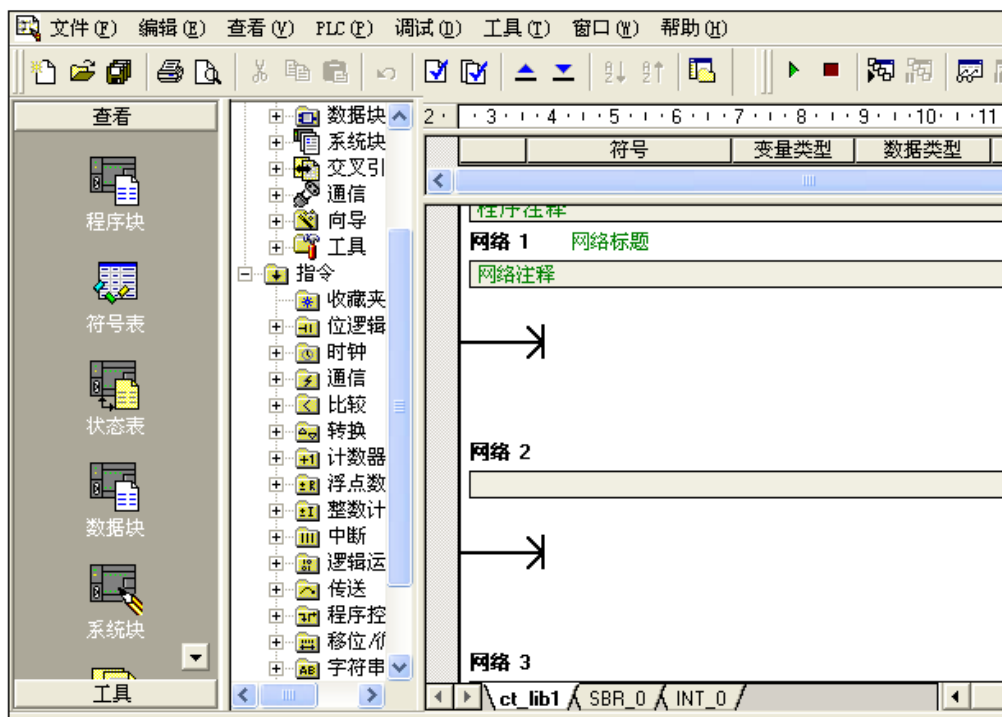 文件(F) 编辑(E) 查看(V) PLC(P) 调试(D) 工具(T) 窗口(W) 帮助(H)
查看
程序块
符号表
状态表
数据块
系统块
工具
数据块
系统块
交叉引
通信
向导
工具
指令
收藏夹
位逻辑
时钟
通信
比较
转换
计数器
浮点数
整数计
中断
逻辑运
传送
程序控
移位/
字符串
2 · · 3 · ı · 4 · ı · 5 · ı · 6 · ı · 7 · ı · 8 · ı · 9 · ı · 10 · ı · 11
符号 变量类型 数据类型
程序注释
网络 1 网络标题
网络注释
网络 2
网络 3
ct_lib1 SBR_0 INT_0